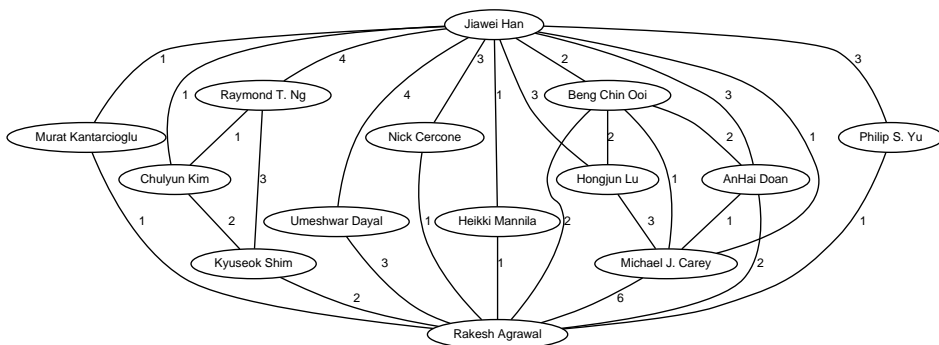 Jiawei Han
1
4
3
2
3
Raymond T. Ng
4
1
3
3
1
Beng Chin Ooi
Murat Kantarcioglu
1
Nick Cercone
2
2
1
Philip S. Yu
Chulyun Kim
3
Hongjun Lu
1
AnHai Doan
2
Umeshwar Dayal
1
Heikki Mannila
2
3
1
1
1
Kyuseok Shim
3
1
Michael J. Carey
2
2
6
Rakesh Agrawal